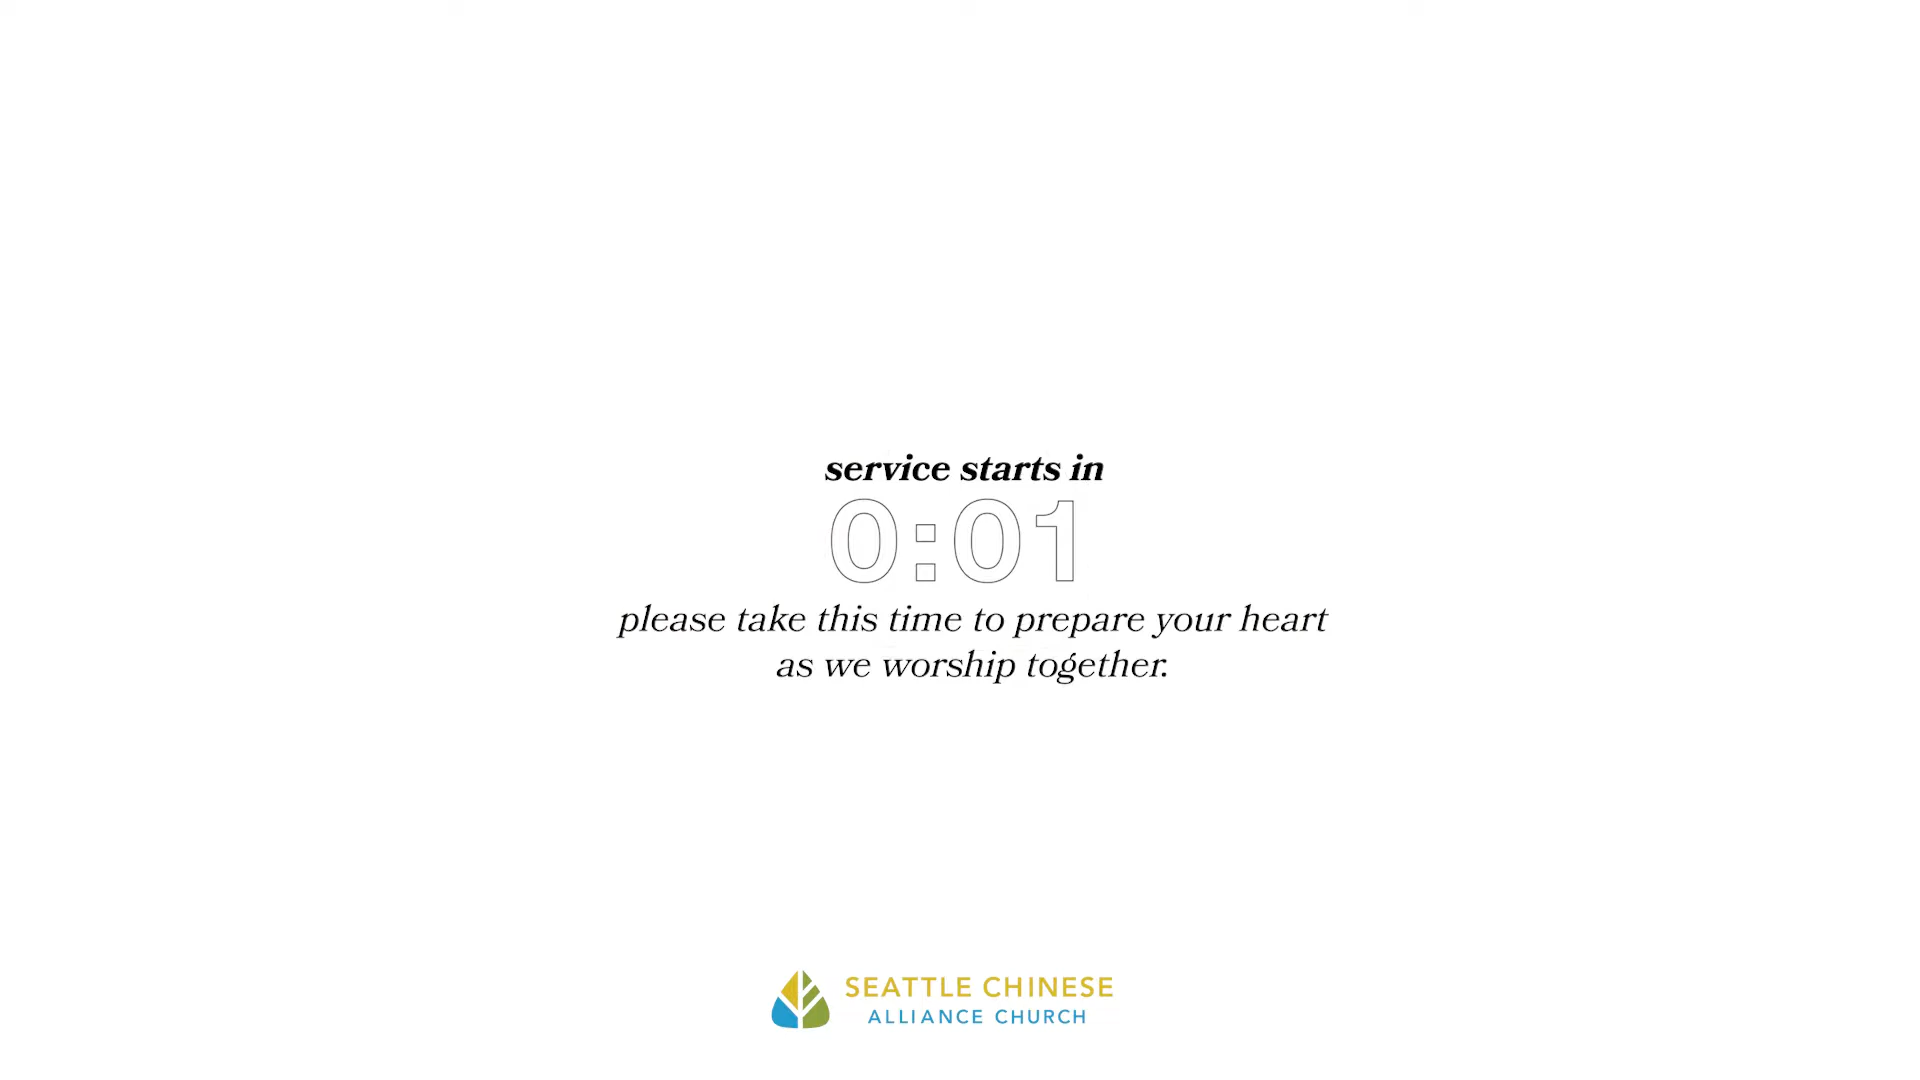 service starts in
0:01
please take this time to prepare your heart
as we worship together.
SEATTLE CHINESE
ALLIANCE CHURCH